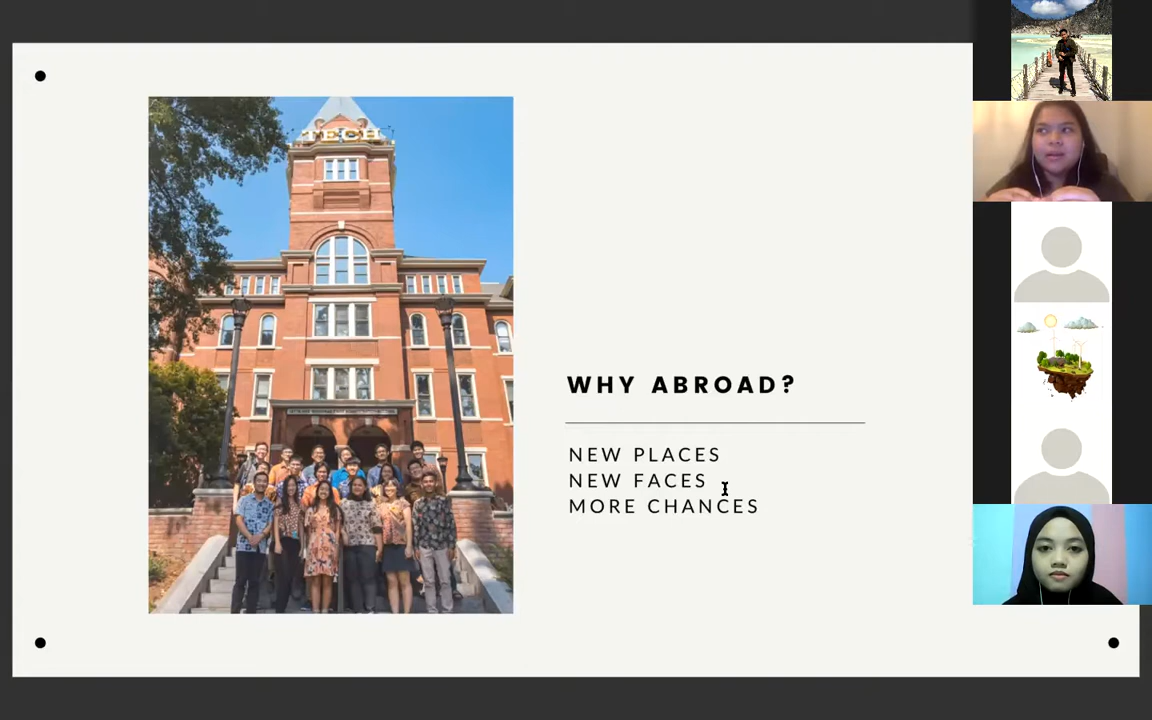 TECH
WHY ABROAD?
NEW PLACES
NEW FACES
MORE CHANCES